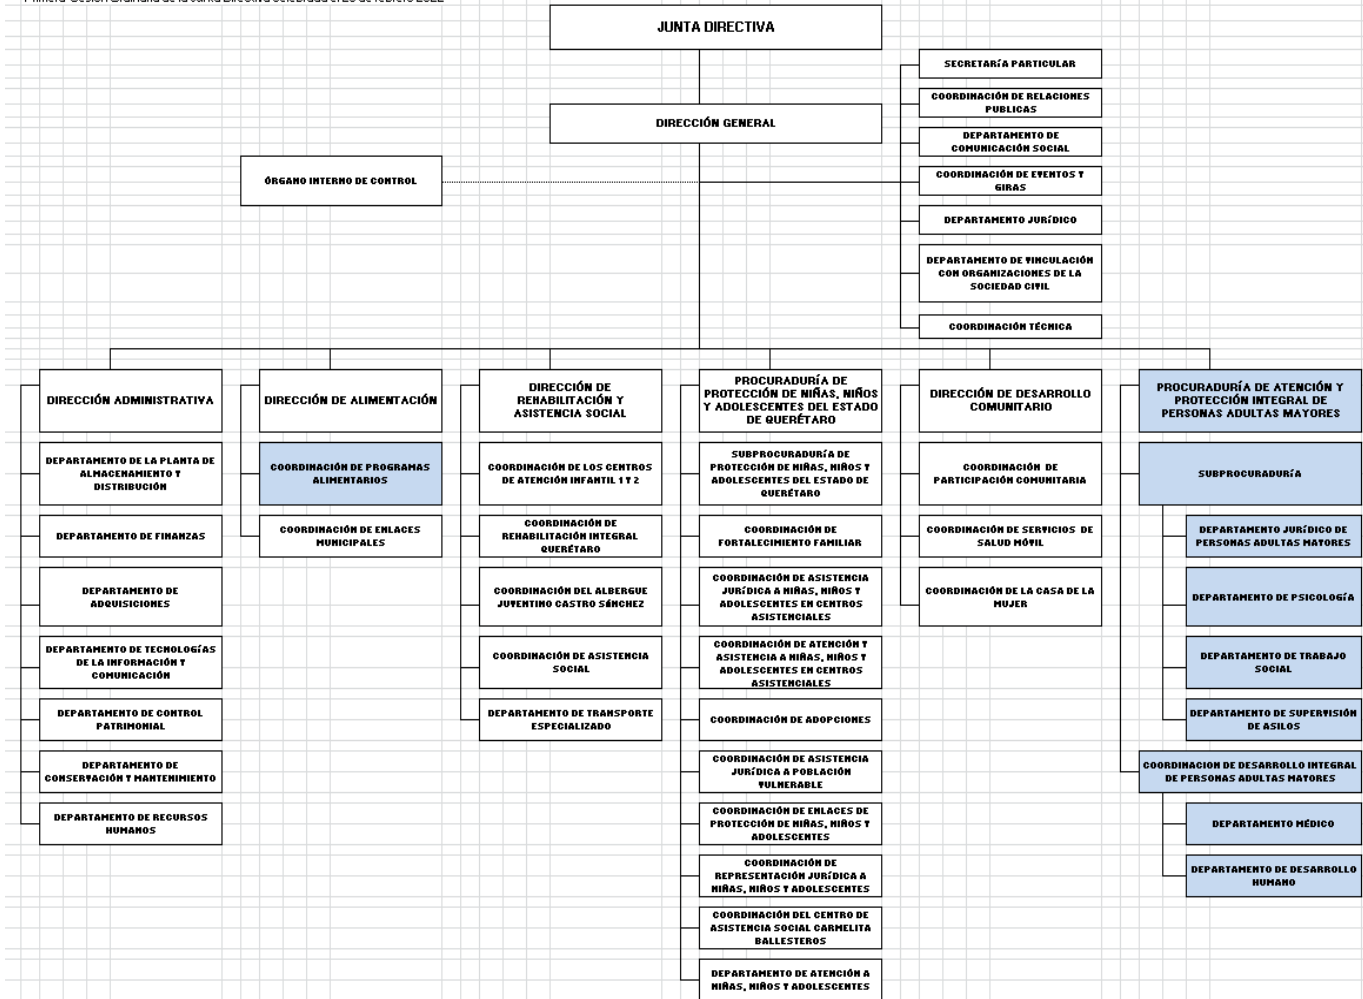 Primera Sesión Ordinaria de la Junta Directiva celebrada el 25 de febrero 2022
JUNTA DIRECTIVA
DIRECCIÓN GENERAL
ÓRGANO INTERNO DE CONTROL
SECRETARÍA PARTICULAR
COORDINACIÓN DE RELACIONES
PUBLICAS
DEPARTAMENTO DE
COMUNICACIÓN SOCIAL
COORDINACIÓN DE EVENTOS Y
GIRAS
DEPARTAMENTO JURÍDICO
DEPARTAMENTO DE VINCULACIÓN
CON ORGANIZACIONES DE LA
SOCIEDAD CIVIL
COORDINACIÓN TÉCNICA
DIRECCIÓN ADMINISTRATIVA
DEPARTAMENTO DE LA PLANTA DE
ALMACENAMIENTO Y
DISTRIBUCIÓN
DEPARTAMENTO DE FINANZAS
DEPARTAMENTO DE
ADQUISICIONES
DEPARTAMENTO DE TECNOLOGÍAS
DE LA INFORMACIÓN Y
COMUNICACIÓN
DEPARTAMENTO DE CONTROL
PATRIMONIAL
DEPARTAMENTO DE
CONSERVACIÓN Y MANTENIMIENTO
DEPARTAMENTO DE RECURSOS
HUMANOS
DIRECCIÓN DE ALIMENTACIÓN
COORDINACIÓN DE PROGRAMAS
ALIMENTARIOS
COORDINACIÓN DE ENLACES
MUNICIPALES
DIRECCIÓN DE
REHABILITACIÓN Y
ASISTENCIA SOCIAL
COORDINACIÓN DE LOS CENTROS
DE ATENCIÓN INFANTIL 1 Y 2
COORDINACIÓN DE
REHABILITACIÓN INTEGRAL
QUERÉTARO
COORDINACIÓN DEL ALBERGUE
JUVENTINO CASTRO SÁNCHEZ
COORDINACIÓN DE ASISTENCIA
SOCIAL
DEPARTAMENTO DE TRANSPORTE
ESPECIALIZADO
PROCURADURÍA DE
PROTECCIÓN DE NIÑAS, NIÑOS
Y ADOLESCENTES DEL ESTADO
DE QUERÉTARO
SUBPROCURADURÍA DE
PROTECCIÓN DE NIÑAS, NIÑOS Y
ADOLESCENTES DEL ESTADO DE
QUERÉTARO
COORDINACIÓN DE
FORTALECIMIENTO FAMILIAR
COORDINACIÓN DE ASISTENCIA
JURÍDICA A NIÑAS, NIÑOS Y
ADOLESCENTES EN CENTROS
ASISTENCIALES
COORDINACIÓN DE ATENCIÓN Y
ASISTENCIA A NIÑAS, NIÑOS Y
ADOLESCENTES EN CENTROS
ASISTENCIALES
COORDINACIÓN DE ADOPCIONES
COORDINACIÓN DE ASISTENCIA
JURÍDICA A POBLACIÓN
VULNERABLE
COORDINACIÓN DE ENLACES DE
PROTECCIÓN DE NIÑAS, NIÑOS Y
ADOLESCENTES
COORDINACIÓN DE
REPRESENTACIÓN JURÍDICA A
NIÑAS, NIÑOS Y ADOLESCENTES
COORDINACIÓN DEL CENTRO DE
ASISTENCIA SOCIAL CARMELITA
BALLESTEROS
DEPARTAMENTO DE ATENCIÓN A
NIÑAS, NIÑOS Y ADOLESCENTES
DIRECCIÓN DE DESARROLLO
COMUNITARIO
COORDINACIÓN DE
PARTICIPACIÓN COMUNITARIA
COORDINACIÓN DE SERVICIOS DE
SALUD MÓVIL
COORDINACIÓN DE LA CASA DE LA
MUJER
PROCURADURÍA DE ATENCIÓN Y
PROTECCIÓN INTEGRAL DE
PERSONAS ADULTAS MAYORES
SUBPROCURADURÍA
DEPARTAMENTO JURÍDICO DE
PERSONAS ADULTAS MAYORES
DEPARTAMENTO DE PSICOLOGÍA
DEPARTAMENTO DE TRABAJO
SOCIAL
DEPARTAMENTO DE SUPERVISIÓN
DE ASILOS
COORDINACION DE DESARROLLO INTEGRAL
DE PERSONAS ADULTAS MAYORES
DEPARTAMENTO MÉDICO
DEPARTAMENTO DE DESARROLLO
HUMANO